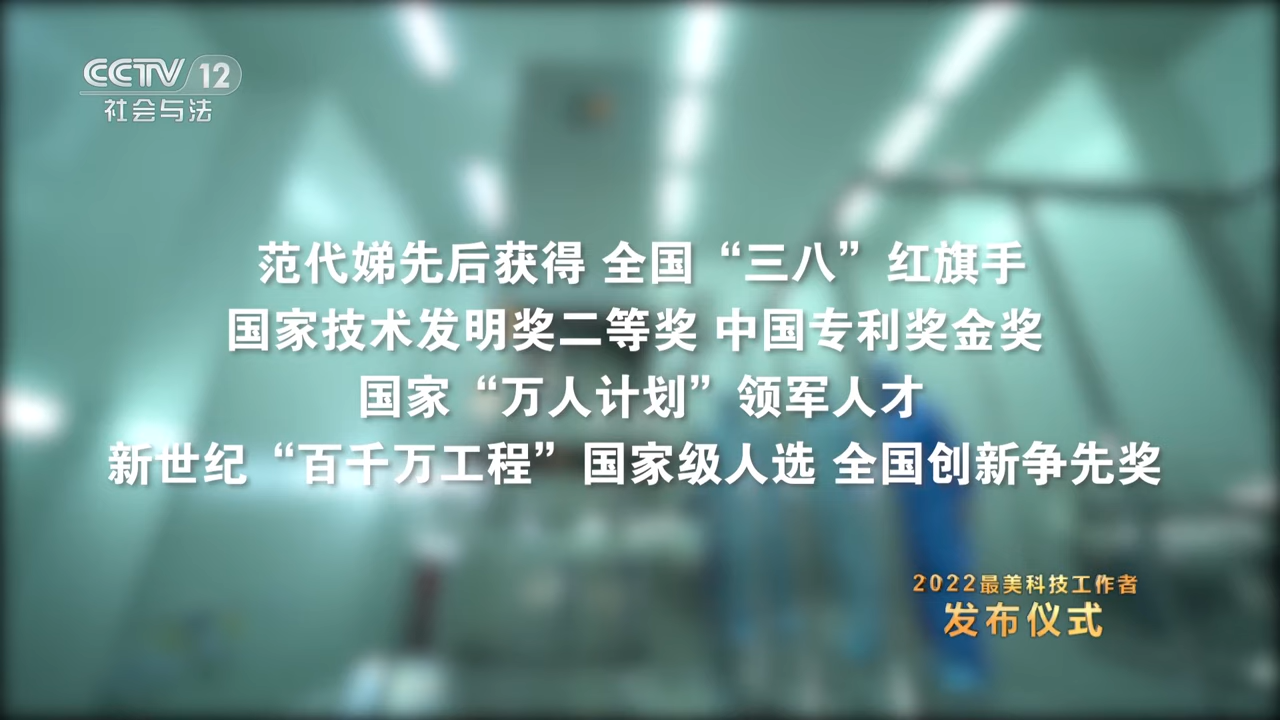 CCTV 12
社会与法
范代娣先后获得 全国“三八”红旗手
国家技术发明奖二等奖 中国专利奖金奖
国家“万人计划”领军人才
新世纪“百千万工程”国家级人选 全国创新争先奖
2022最美科技工作者
发布仪式